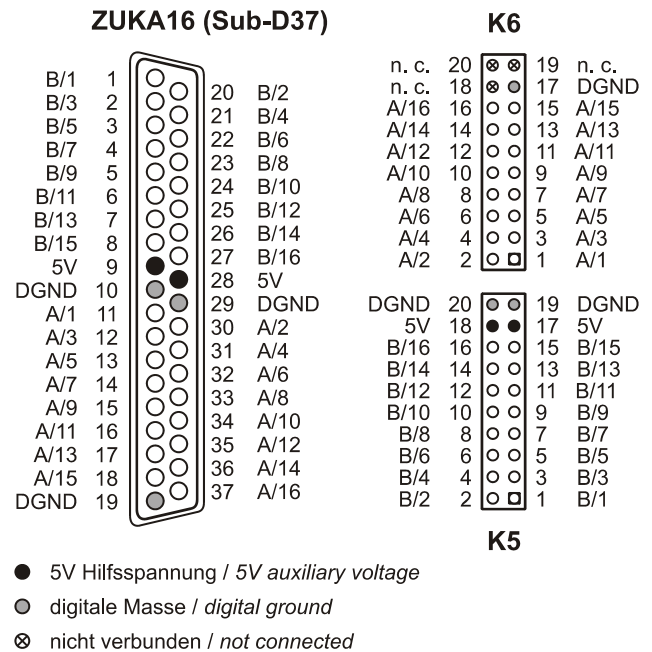 ZUKA16 (Sub-D37)
B/1 1
B/3 2
B/5 3
B/7 4
B/9 5
B/11 6
B/13 7
B/15 8
5V 9
DGND 10
A/1 11
A/3 12
A/5 13
A/7 14
A/9 15
A/11 16
A/13 17
A/15 18
DGND 19
20 B/2
21 B/4
22 B/6
23 B/8
24 B/10
25 B/12
26 B/14
27 B/16
28 5V
29 DGND
30 A/2
31 A/4
32 A/6
33 A/8
34 A/10
35 A/12
36 A/14
37 A/16
K6
n. c. 20 19 n. c.
n. c. 18 17 DGND
A/16 16 15 A/15
A/14 14 13 A/13
A/12 12 11 A/11
A/10 10 9 A/9
A/8 8 7 A/7
A/6 6 5 A/5
A/4 4 3 A/3
A/2 2 1 A/1
DGND 20 19 DGND
5V 18 17 5V
B/16 16 15 B/15
B/14 14 13 B/13
B/12 12 11 B/11
B/10 10 9 B/9
B/8 8 7 B/7
B/6 6 5 B/5
B/4 4 3 B/3
B/2 2 1 B/1
K5
5V Hilfsspannung / 5V auxiliary voltage
digitale Masse / digital ground
nicht verbunden / not connected